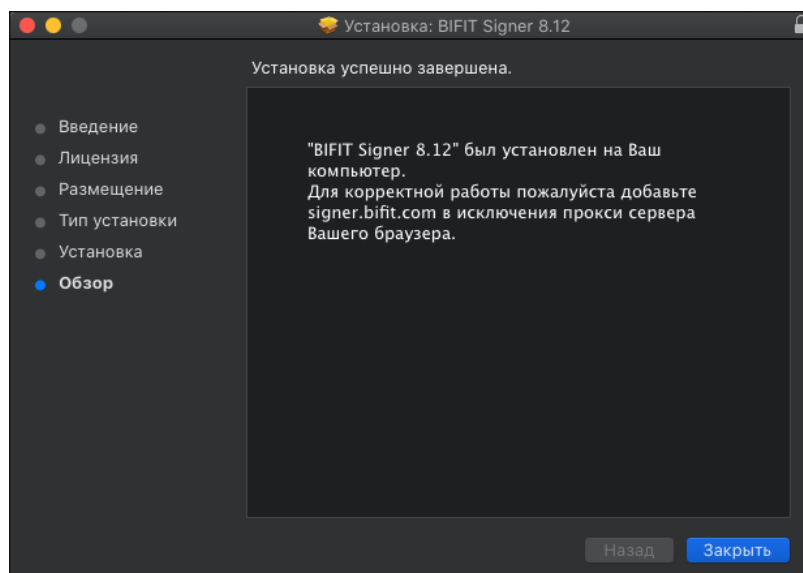 Установка: BIFIT Signer 8.12
Установка успешно завершена.
Введение
Лицензия
Размещение
Тип установки
Установка
Обзор
"BIFIT Signer 8.12" был установлен на Ваш
компьютер.
Для корректной работы пожалуйста добавьте
signer.bifit.com в исключения прокси сервера
Вашего браузера.
Назад
Закрыть